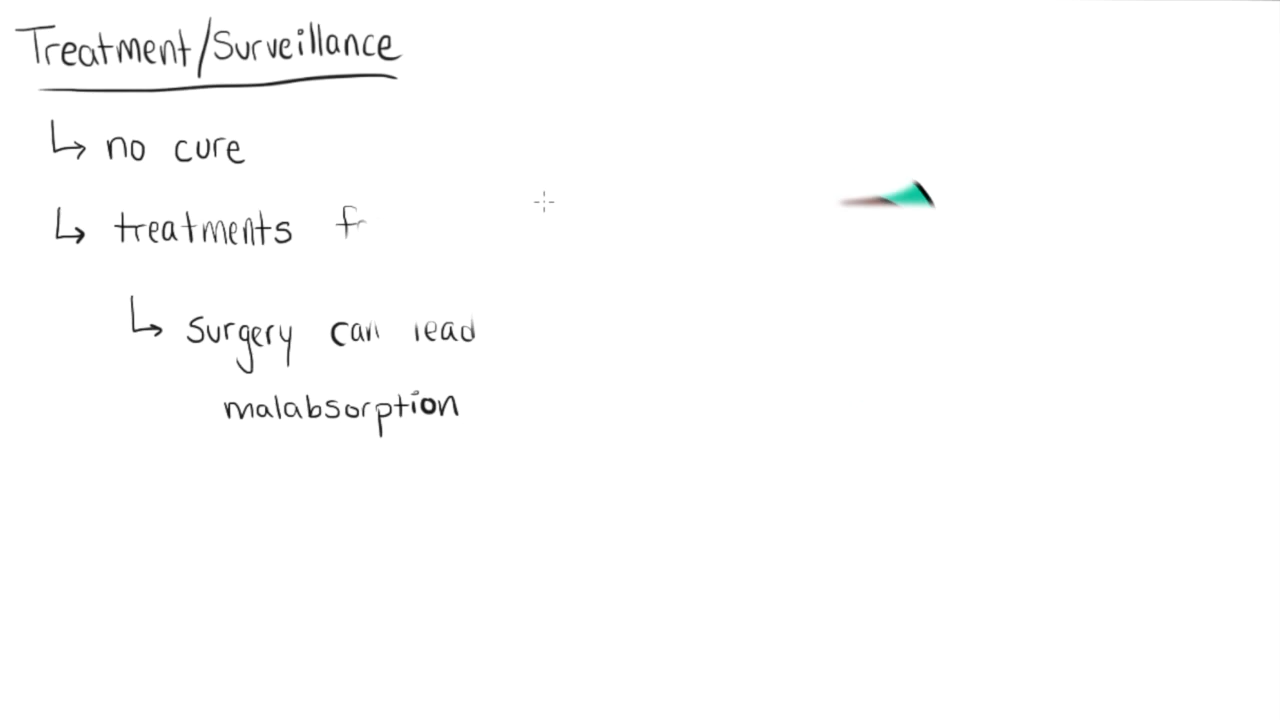 Treatment/Surveillance
↳ no cure
↳ treatments
↳ surgery can lead
malabsorption